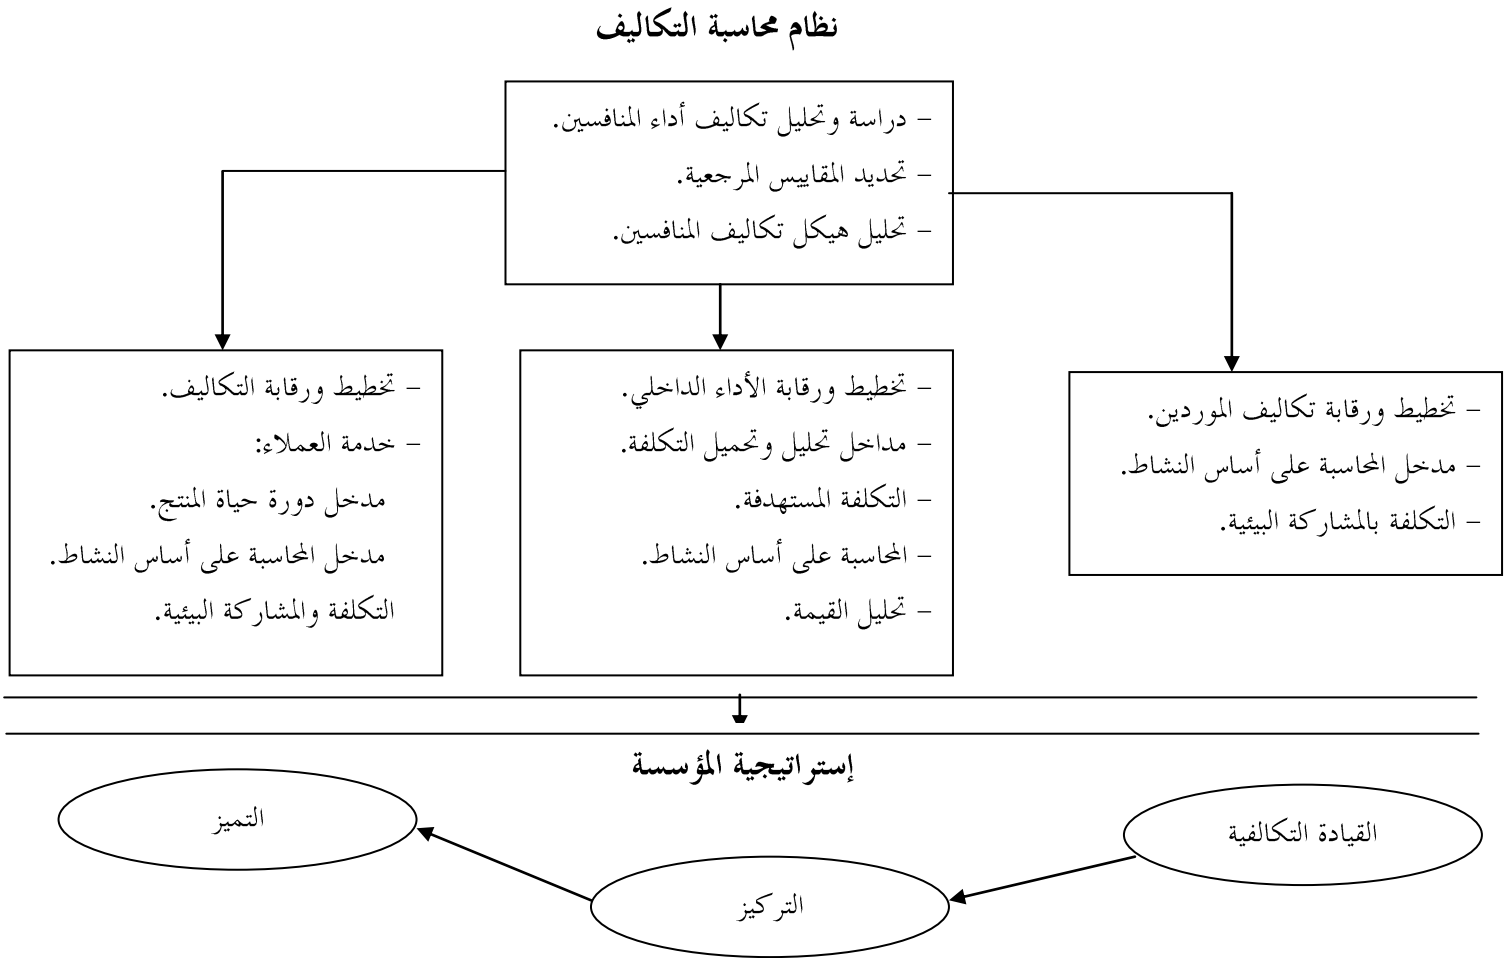 نظام محاسبة التكاليف
– دراسة وتحليل تكاليف أداء المنافسين.
– تحديد المقاييس المرجعية.
– تحليل هيكل تكاليف المنافسين.
– تخطيط ورقابة تكاليف الموردين.
– مدخل المحاسبة على أساس النشاط.
– التكلفة بالمشاركة البيئية.
– تخطيط ورقابة الأداء الداخلي.
– مداخل تحليل وتحميل التكلفة.
– التكلفة المستهدفة.
– المحاسبة على أساس النشاط.
– تحليل القيمة.
– تخطيط ورقابة التكاليف.
– خدمة العملاء:
مدخل دورة حياة المنتج.
مدخل المحاسبة على أساس النشاط.
التكلفة والمشاركة البيئية.
إستراتيجية المؤسسة
القيادة التكالفية
التركيز
التميز